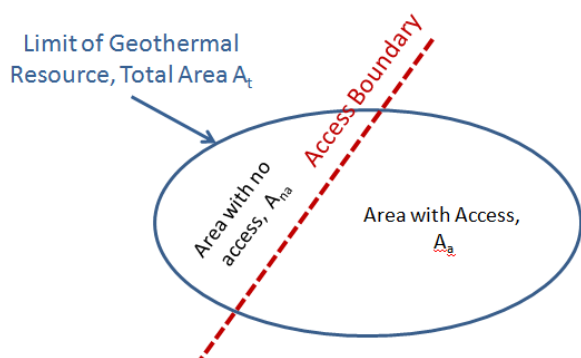 Limit of Geothermal
Resource, Total Area Aₜ
Access Boundary
Area with no
access, Aₙₐ
Area with Access,
Aₐ